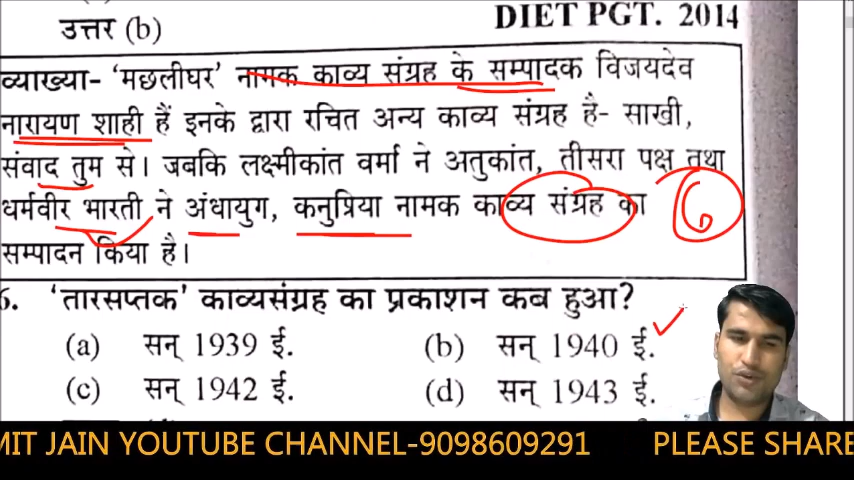 DIET PGT. 2014
उत्तर (b)
व्याख्या- ‘मछलीघर’ नामक काव्य संग्रह के सम्पादक विजयदेव
नारायण शाही हैं इनके द्वारा रचित अन्य काव्य संग्रह है- साखी,
संवाद तुम से। जबकि लक्ष्मीकांत वर्मा ने अतुकांत, तीसरा पक्ष तथा
धर्मवीर भारती ने अंधायुग, कनुप्रिया नामक काव्य संग्रह का
सम्पादन किया है।
6
6. ‘तारसप्तक’ काव्यसंग्रह का प्रकाशन कब हुआ?
(a) सन् 1939 ई. (b) सन् 1940 ई.
(c) सन् 1942 ई. (d) सन् 1943 ई.
MIT JAIN YOUTUBE CHANNEL-9098609291 PLEASE SHARE